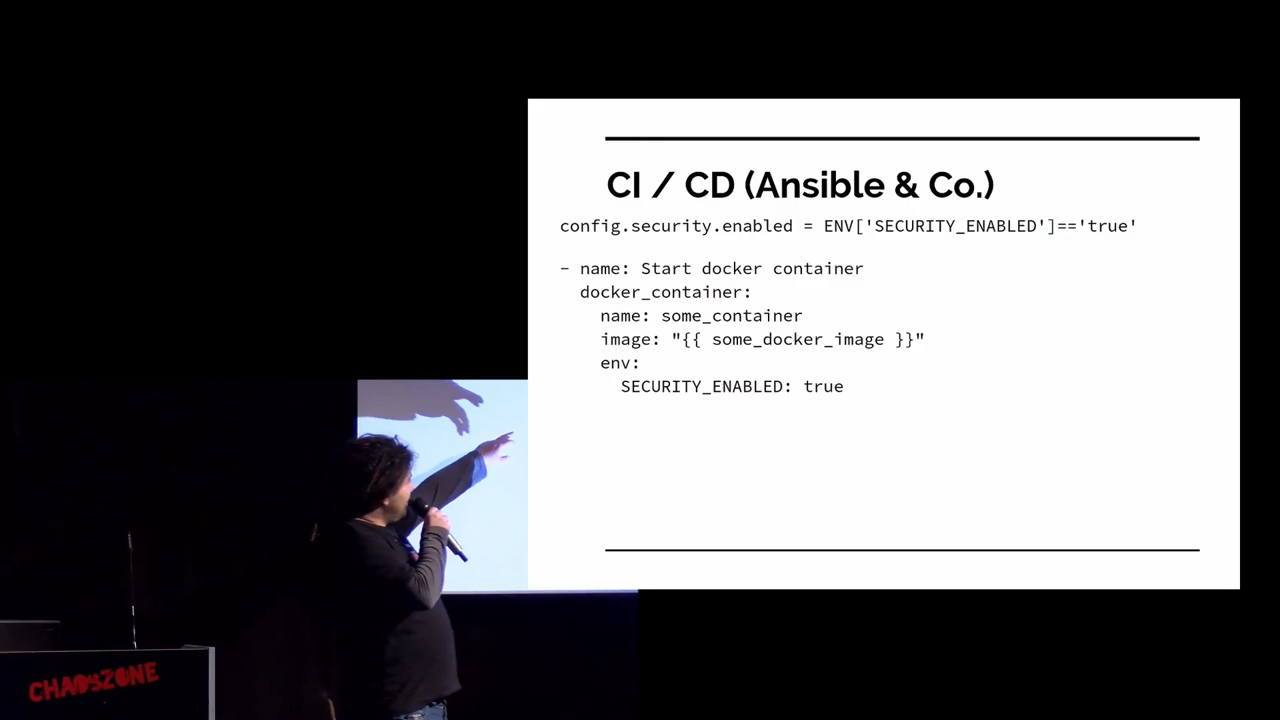 CI / CD (Ansible & Co.)
config.security.enabled = ENV['SECURITY_ENABLED']=='true'
- name: Start docker container
  docker_container:
    name: some_container
    image: "{{ some_docker_image }}"
    env:
      SECURITY_ENABLED: true
CHAOSZONE